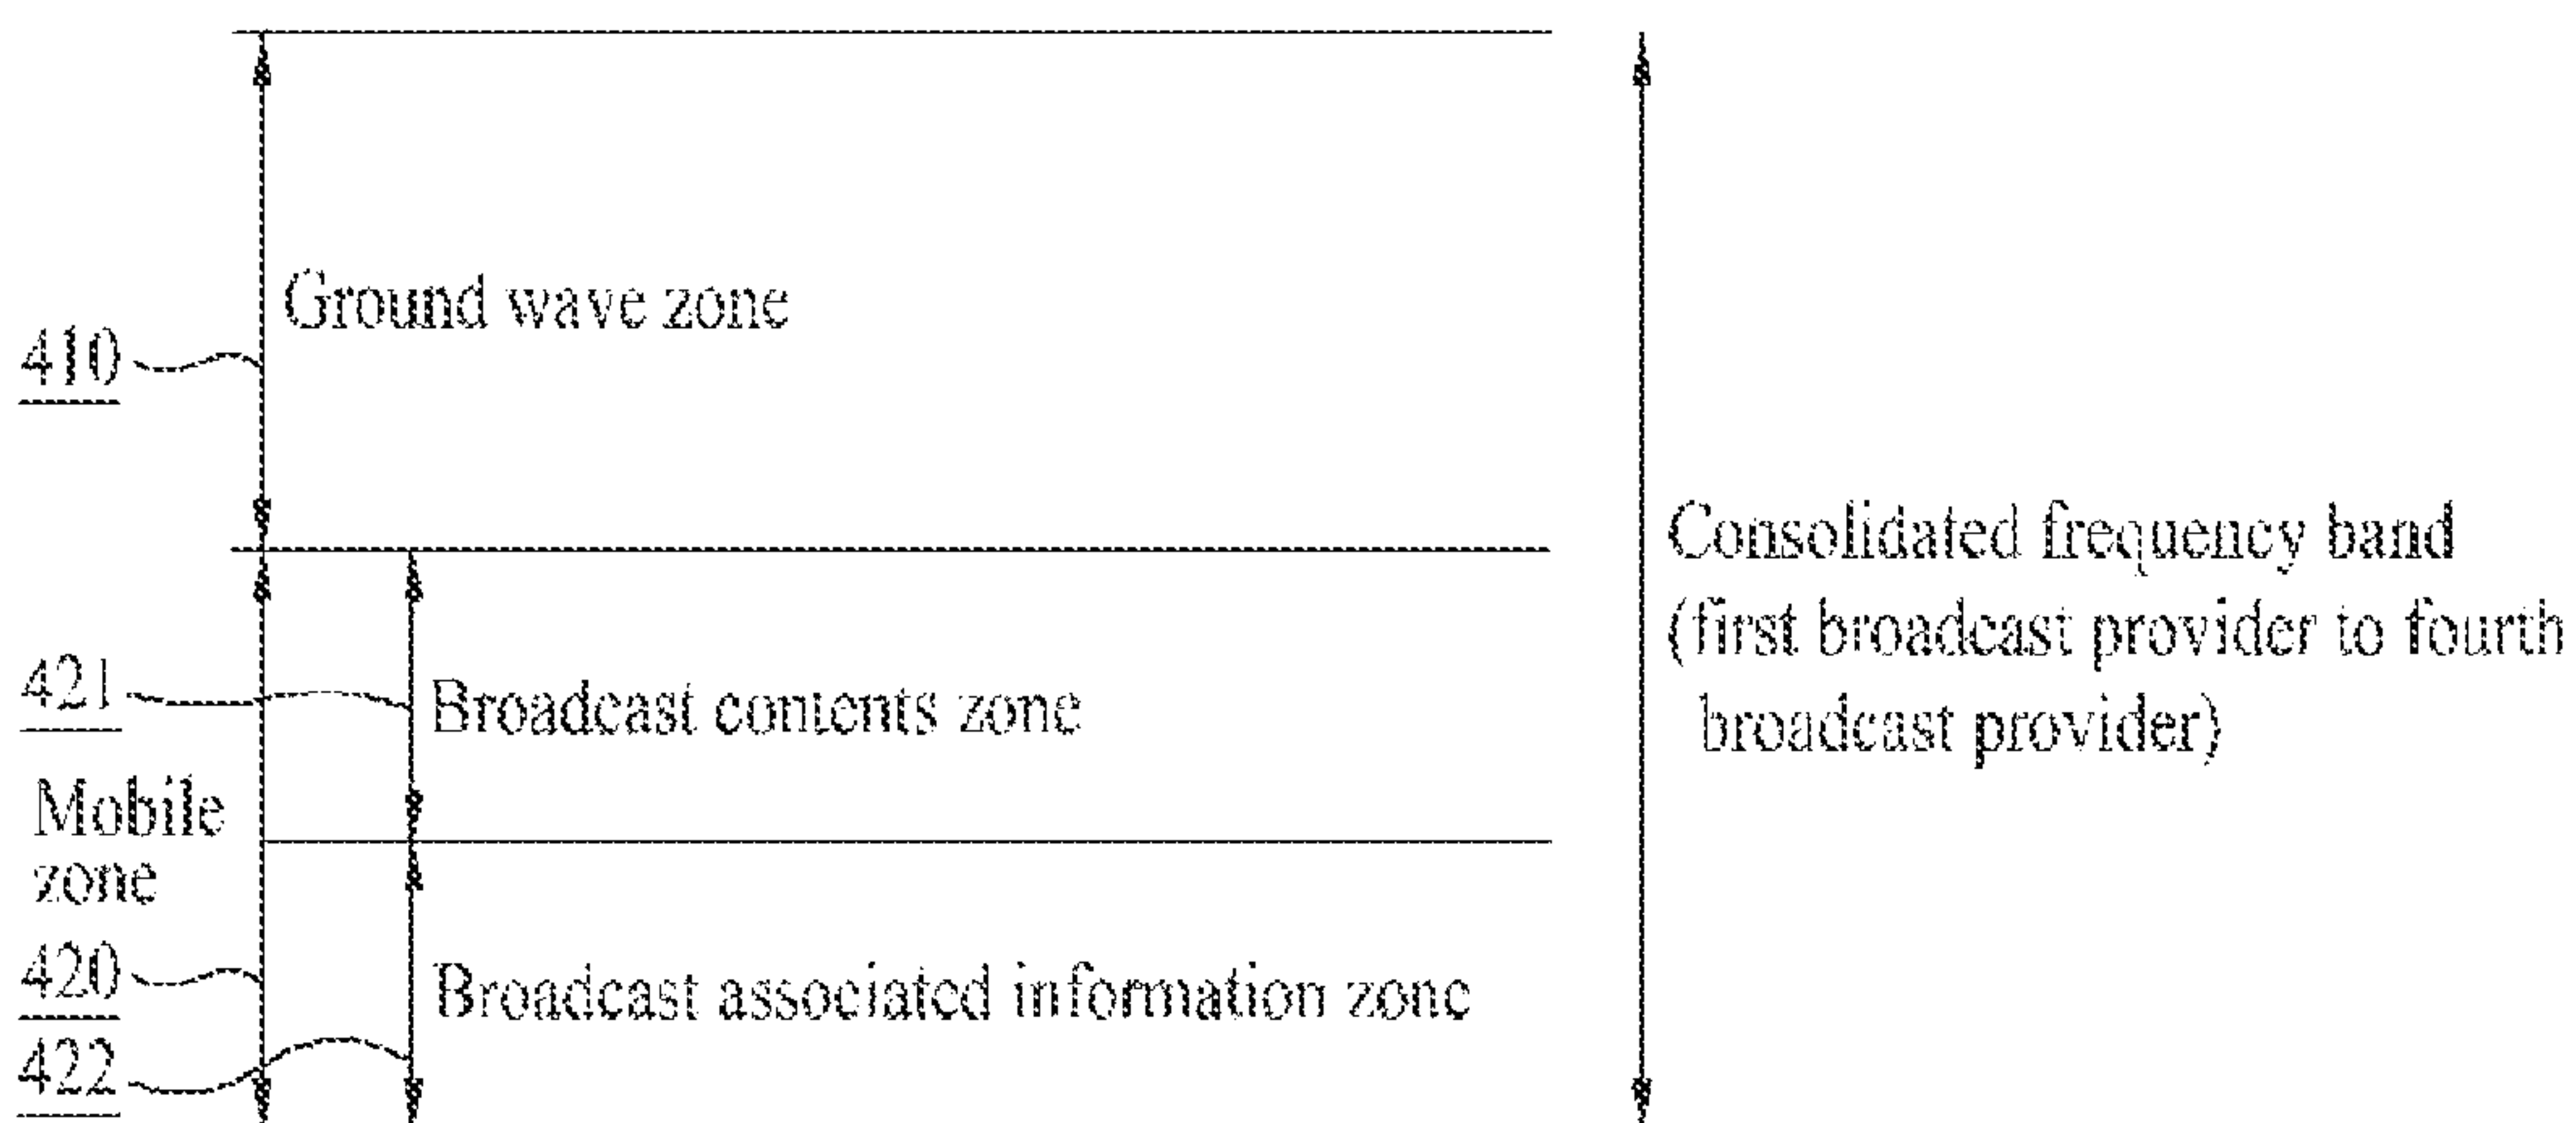 Ground wave zone
410
Consolidated frequency band
(first broadcast provider to fourth
broadcast provider)
421
Broadcast contents zone
Mobile
zone
420
Broadcast associated information zone
422